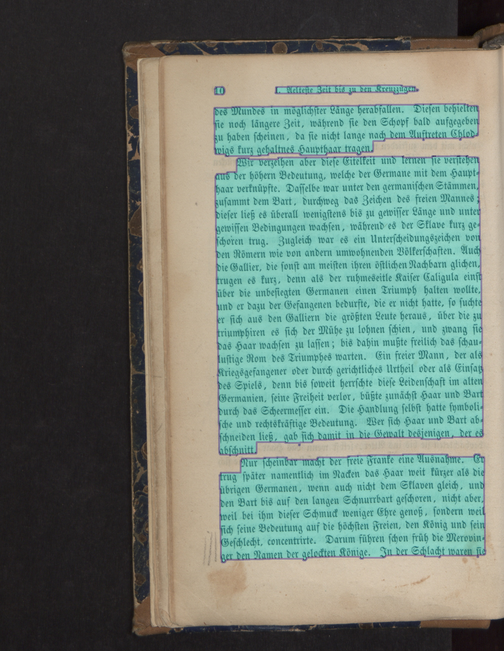 Aelteste Zeit bis zu den Kreuzzügen.
des Mundes in möglichster Länge herabfallen. Diesen behielten
sie noch längere Zeit, während sie den Schopf bald aufgegeben
zu haben scheinen, da sie nicht lange nach dem Auftreten Chlod-
wigs kurz gehaltnes Haupthaar tragen.
Wir verzeihen aber diese Eitelkeit und lernen sie verstehen
aus der höhern Bedeutung, welche der Germane mit dem Haupt-
haar verknüpfte. Dasselbe war unter den germanischen Stämmen,
zusammt dem Bart, durchweg das Zeichen des freien Mannes;
dieser ließ es überall wenigstens bis zu gewisser Länge und unter
gewissen Bedingungen wachsen, während es der Sklave kurz ge-
schoren trug. Zugleich war es ein Unterscheidungszeichen von
den Römern wie von andern umwohnenden Völkerschaften. Auch
die Gallier, die sonst am meisten ihren östlichen Nachbarn glichen,
trugen es kurz, denn als der ruhmeseitle Kaiser Caligula einst
über die unbesiegten Germanen einen Triumph halten wollte,
und er dazu der Gefangenen bedurfte, die er nicht hatte, so suchte
er sich aus den Galliern die größten Leute heraus, über die zu
triumphiren es sich der Mühe zu lohnen schien, und zwang sie
das Haar wachsen zu lassen; bis dahin mußte freilich das schau-
lustige Rom des Triumphes warten. Ein freier Mann, der als
Kriegsgefangener oder durch gerichtliches Urtheil oder als Einsatz
des Spiels, denn bis soweit herrschte diese Leidenschaft im alten
Germanien, seine Freiheit verlor, büßte zunächst Haar und Bart
durch das Scheermesser ein. Die Handlung selbst hatte symboli-
sche und rechtskräftige Bedeutung. Wer sich Haar und Bart ab-
schneiden ließ, gab sich damit in die Gewalt desjenigen, der es
abschnitt.
Nur scheinbar macht der freie Franke eine Ausnahme. Er
trug später namentlich im Nacken das Haar weit kürzer als die
übrigen Germanen, wenn auch nicht dem Sklaven gleich, und
den Bart bis auf den langen Schnurrbart geschoren, nicht aber,
weil bei ihm dieser Schmuck weniger Ehre genoß, sondern weil
sich seine Bedeutung auf die höchsten Freien, den König und sein
Geschlecht, concentrirte. Darum führen schon früh die Merovin-
ger den Namen der gelockten Könige. In der Schlacht waren sie